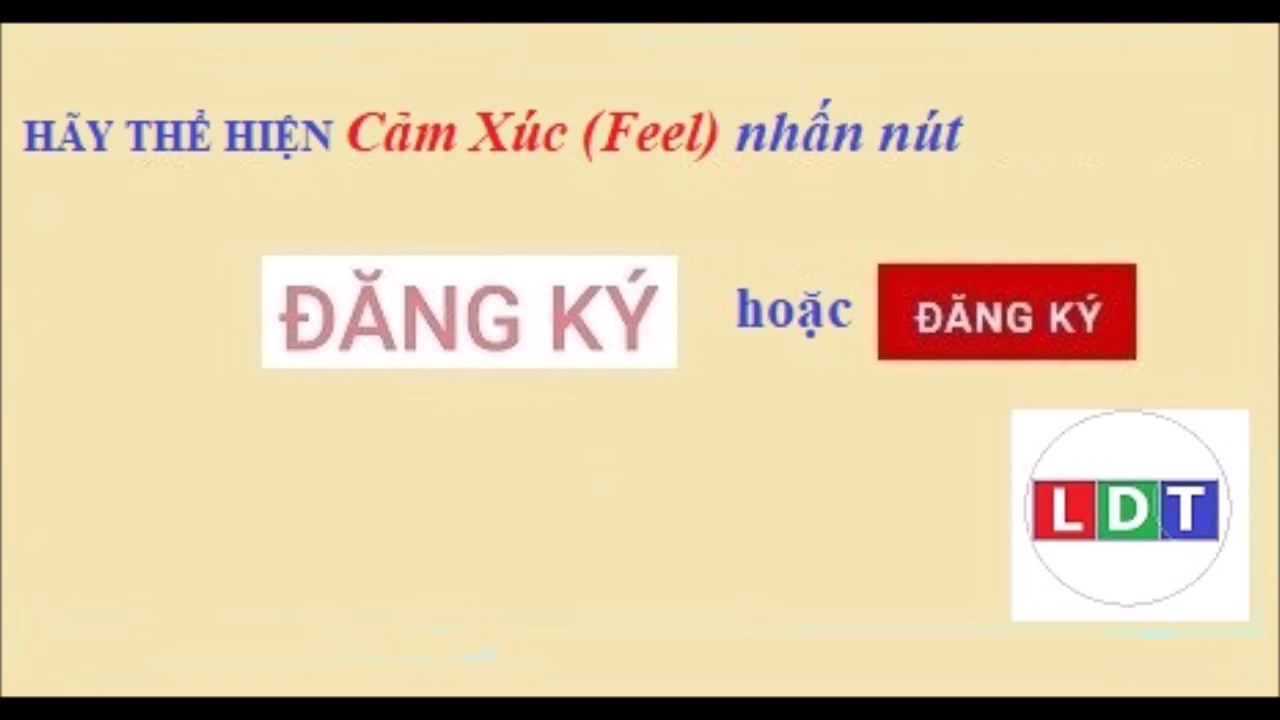 HÃY THỂ HIỆN Cảm Xúc (Feel) nhấn nút
ĐĂNG KÝ hoặc ĐĂNG KÝ
LDT